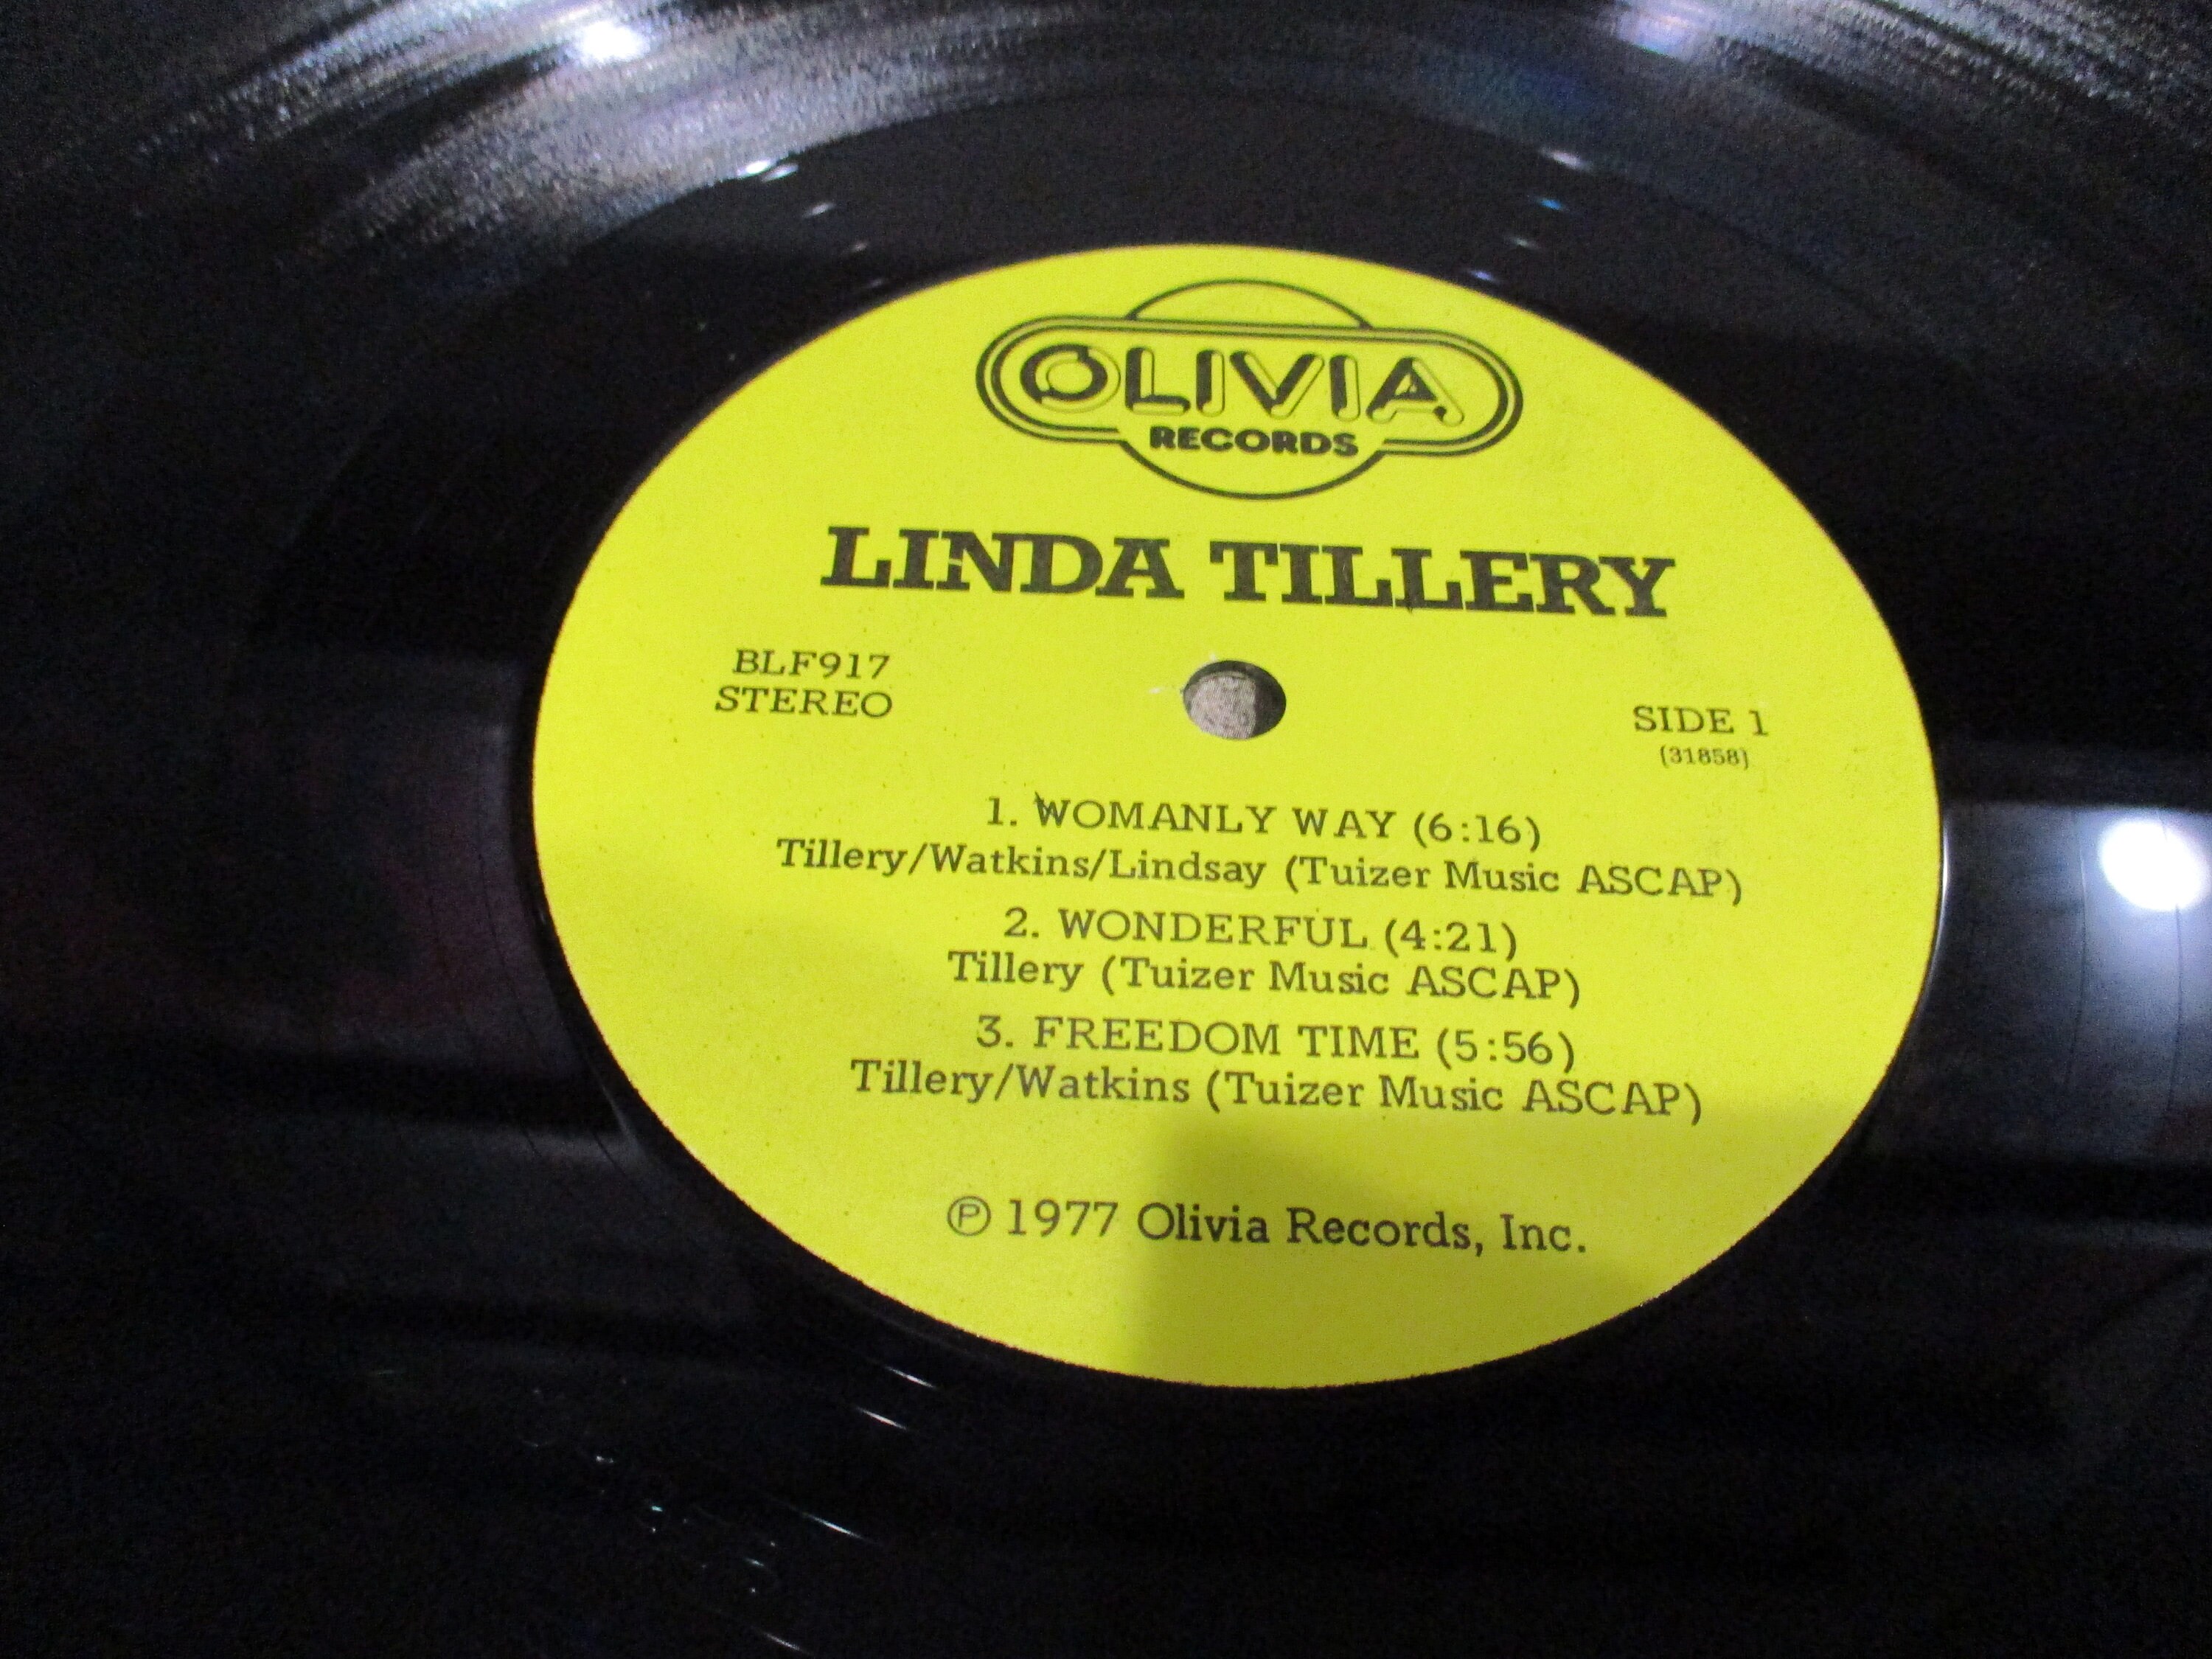 OLIVIA
RECORDS
LINDA TILLERY
BLF917
STEREO
SIDE 1
(31858)
1. WOMANLY WAY (6:16)
Tillery/Watkins/Lindsay (Tuizer Music ASCAP)
2. WONDERFUL (4:21)
Tillery (Tuizer Music ASCAP)
3. FREEDOM TIME (5:56)
Tillery/Watkins (Tuizer Music ASCAP)
℗ 1977 Olivia Records, Inc.